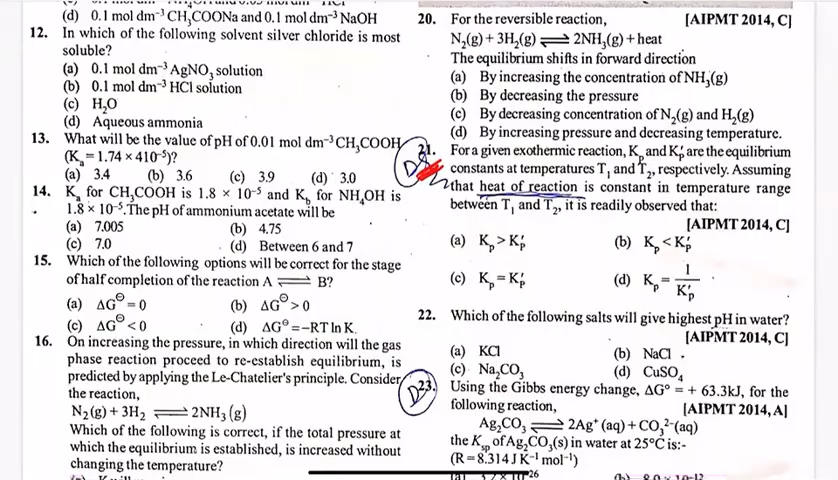 (d) 0.1 mol dm⁻³ CH₃COONa and 0.1 mol dm⁻³ NaOH
12. In which of the following solvent silver chloride is most
soluble?
(a) 0.1 mol dm⁻³ AgNO₃ solution
(b) 0.1 mol dm⁻³ HCl solution
(c) H₂O
(d) Aqueous ammonia
13. What will be the value of pH of 0.01 mol dm⁻³ CH₃COOH
(Kₐ = 1.74 × 410⁻⁵)?
(a) 3.4 (b) 3.6 (c) 3.9 (d) 3.0
14. Kₐ for CH₃COOH is 1.8 × 10⁻⁵ and K_b for NH₄OH is
1.8 × 10⁻⁵. The pH of ammonium acetate will be
(a) 7.005 (b) 4.75
(c) 7.0 (d) Between 6 and 7
15. Which of the following options will be correct for the stage
of half completion of the reaction A ⇌ B?
(a) ΔG⊖ = 0 (b) ΔG⊖ > 0
(c) ΔG⊖ < 0 (d) ΔG⊖ = –RT ln K
16. On increasing the pressure, in which direction will the gas
phase reaction proceed to re-establish equilibrium, is
predicted by applying the Le-Chatelier's principle. Consider
the reaction,
N₂(g) + 3H₂ ⇌ 2NH₃ (g)
Which of the following is correct, if the total pressure at
which the equilibrium is established, is increased without
changing the temperature?
20. For the reversible reaction, [AIPMT 2014, C]
N₂(g) + 3H₂(g) ⇌ 2NH₃(g) + heat
The equilibrium shifts in forward direction
(a) By increasing the concentration of NH₃(g)
(b) By decreasing the pressure
(c) By decreasing concentration of N₂(g) and H₂(g)
(d) By increasing pressure and decreasing temperature.
21. For a given exothermic reaction, Kₚ and K′ₚ are the equilibrium
constants at temperatures T₁ and T₂, respectively. Assuming
that heat of reaction is constant in temperature range
between T₁ and T₂, it is readily observed that:
[AIPMT 2014, C]
(a) Kₚ > K′ₚ (b) Kₚ < K′ₚ
(c) Kₚ = K′ₚ (d) Kₚ = 1/K′ₚ
22. Which of the following salts will give highest pH in water?
[AIPMT 2014, C]
(a) KCl (b) NaCl
(c) Na₂CO₃ (d) CuSO₄
23. Using the Gibbs energy change, ΔG° = + 63.3kJ, for the
following reaction, [AIPMT 2014, A]
Ag₂CO₃ ⇌ 2Ag⁺ (aq) + CO₃²⁻ (aq)
the Kₛₚ of Ag₂CO₃(s) in water at 25°C is:-
(R = 8.314 J K⁻¹ mol⁻¹)